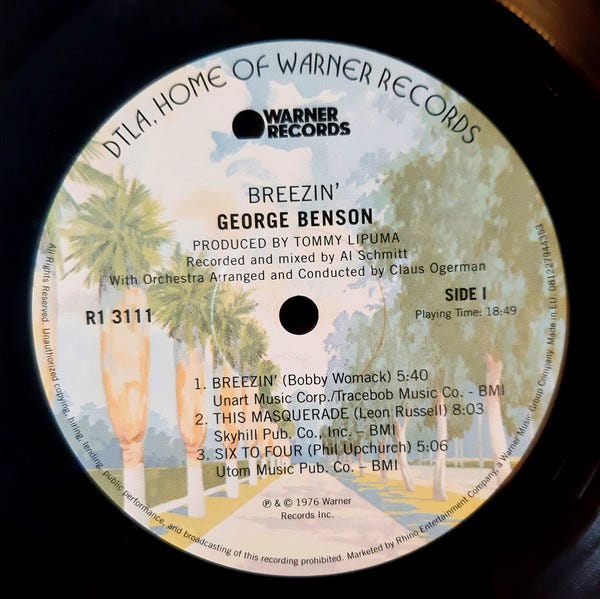 DTLA, HOME OF WARNER RECORDS
WARNER
RECORDS
BREEZIN'
GEORGE BENSON
PRODUCED BY TOMMY LIPUMA
Recorded and mixed by Al Schmitt
With Orchestra Arranged and Conducted by Claus Ogerman
R1 3111
SIDE I
Playing Time: 18:49
1. BREEZIN' (Bobby Womack) 5:40
Unart Music Corp./Tracebob Music Co. - BMI
2. THIS MASQUERADE (Leon Russell) 8:03
Skyhill Pub. Co., Inc. – BMI
3. SIX TO FOUR (Phil Upchurch) 5:06
Utom Music Pub. Co. – BMI
℗ & © 1976 Warner
Records Inc.
All Rights Reserved. Unauthorized copying, hiring, lending, public performance, and broadcasting of this recording prohibited. Marketed by Rhino Entertainment Company, a Warner Music Group Company. Made in EU. 081227944353